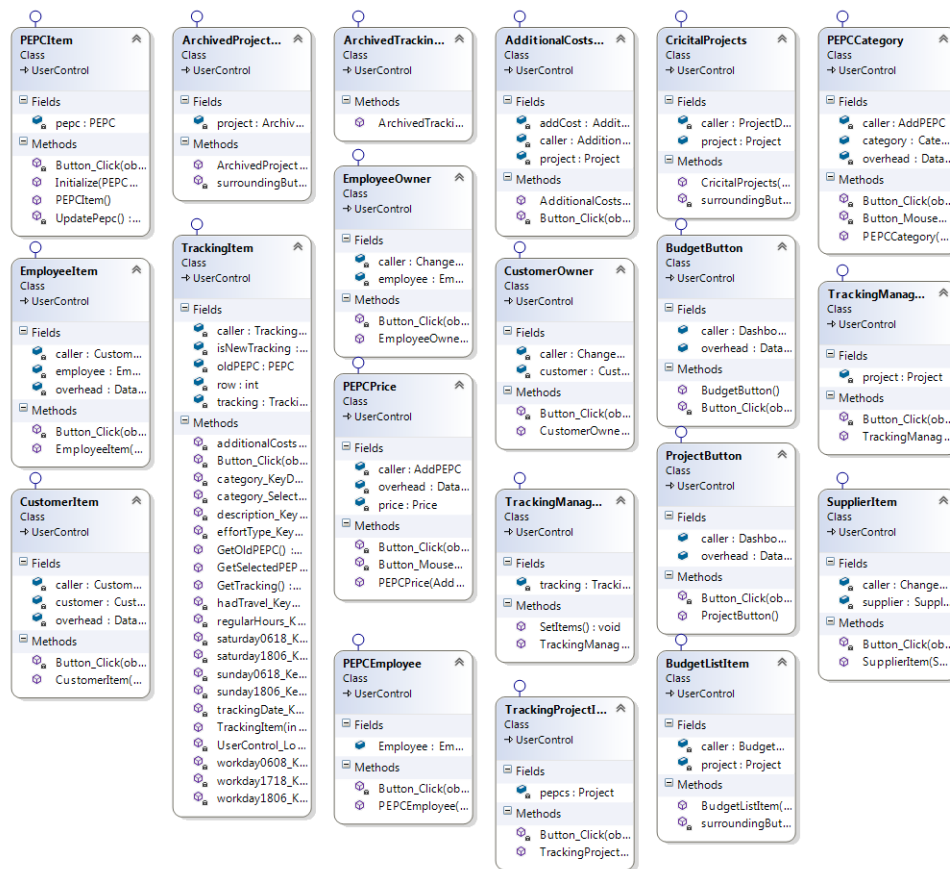 PEPCItem
Class
UserControl
Fields
pepc : PEPC
Methods
Button_Click(ob...
Initialize(PEPC ...
PEPCItem()
UpdatePepc() :...
EmployeeItem
Class
UserControl
Fields
caller : Custom...
employee : Em...
overhead : Data...
Methods
Button_Click(ob...
EmployeeItem(...
CustomerItem
Class
UserControl
Fields
caller : Custom...
customer : Cust...
overhead : Data...
Methods
Button_Click(ob...
CustomerItem(...
ArchivedProject...
Class
UserControl
Fields
project : Archiv...
Methods
ArchivedProject...
surroundingBut...
TrackingItem
Class
UserControl
Fields
caller : Tracking...
isNewTracking :...
oldPEPC : PEPC
row : int
tracking : Tracki...
Methods
additionalCosts...
Button_Click(ob...
category_KeyD...
category_Select...
description_Key...
effortType_Key...
GetOldPEPC() :...
GetSelectedPEP...
GetTracking() :...
hadTravel_Key...
regularHours_K...
saturday0618_K...
saturday1806_K...
sunday0618_Ke...
sunday1806_Ke...
trackingDate_K...
TrackingItem(in...
UserControl_Lo...
workday0608_K...
workday1718_K...
workday1806_K...
ArchivedTrackin...
Class
UserControl
Methods
ArchivedTracki...
EmployeeOwner
Class
UserControl
Fields
caller : Change...
employee : Em...
Methods
Button_Click(ob...
EmployeeOwne...
PEPCPrice
Class
UserControl
Fields
caller : AddPEPC
overhead : Data...
price : Price
Methods
Button_Click(ob...
Button_Mouse...
PEPCPrice(Add...
PEPCEmployee
Class
UserControl
Fields
Employee : Em...
Methods
Button_Click(ob...
PEPCEmployee(...
AdditionalCosts...
Class
UserControl
Fields
addCost : Addit...
caller : Addition...
project : Project
Methods
AdditionalCosts...
Button_Click(ob...
CustomerOwner
Class
UserControl
Fields
caller : Change...
customer : Cust...
Methods
Button_Click(ob...
CustomerOwne...
TrackingManag...
Class
UserControl
Fields
tracking : Tracki...
Methods
SetItems() : void
TrackingManag...
TrackingProjectI...
Class
UserControl
Fields
pepcs : Project
Methods
Button_Click(ob...
TrackingProject...
CricitalProjects
Class
UserControl
Fields
caller : ProjectD...
project : Project
Methods
CricitalProjects(...
surroundingBut...
BudgetButton
Class
UserControl
Fields
caller : Dashbo...
overhead : Data...
Methods
BudgetButton()
Button_Click(ob...
ProjectButton
Class
UserControl
Fields
caller : Dashbo...
overhead : Data...
Methods
Button_Click(ob...
ProjectButton()
BudgetListItem
Class
UserControl
Fields
caller : Budget...
project : Project
Methods
BudgetListItem(...
surroundingBut...
PEPCCategory
Class
UserControl
Fields
caller : AddPEPC
category : Cate...
overhead : Data...
Methods
Button_Click(ob...
Button_Mouse...
PEPCCategory(...
TrackingManag...
Class
UserControl
Fields
project : Project
Methods
Button_Click(ob...
TrackingManag...
SupplierItem
Class
UserControl
Fields
caller : Change...
supplier : Suppl...
Methods
Button_Click(ob...
SupplierItem(S...